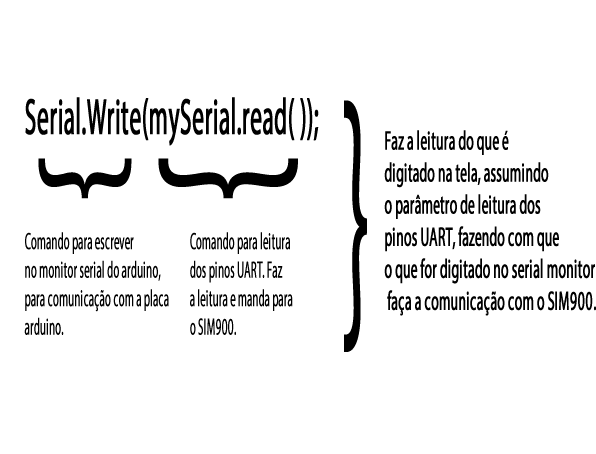 Serial.Write(mySerial.read( ));
Comando para escrever
no monitor serial do arduino,
para comunicação com a placa
arduino.
Comando para leitura
dos pinos UART. Faz
a leitura e manda para
o SIM900.
Faz a leitura do que é
digitado na tela, assumindo
o parâmetro de leitura dos
pinos UART, fazendo com que
o que for digitado no serial monitor
faça a comunicação com o SIM900.